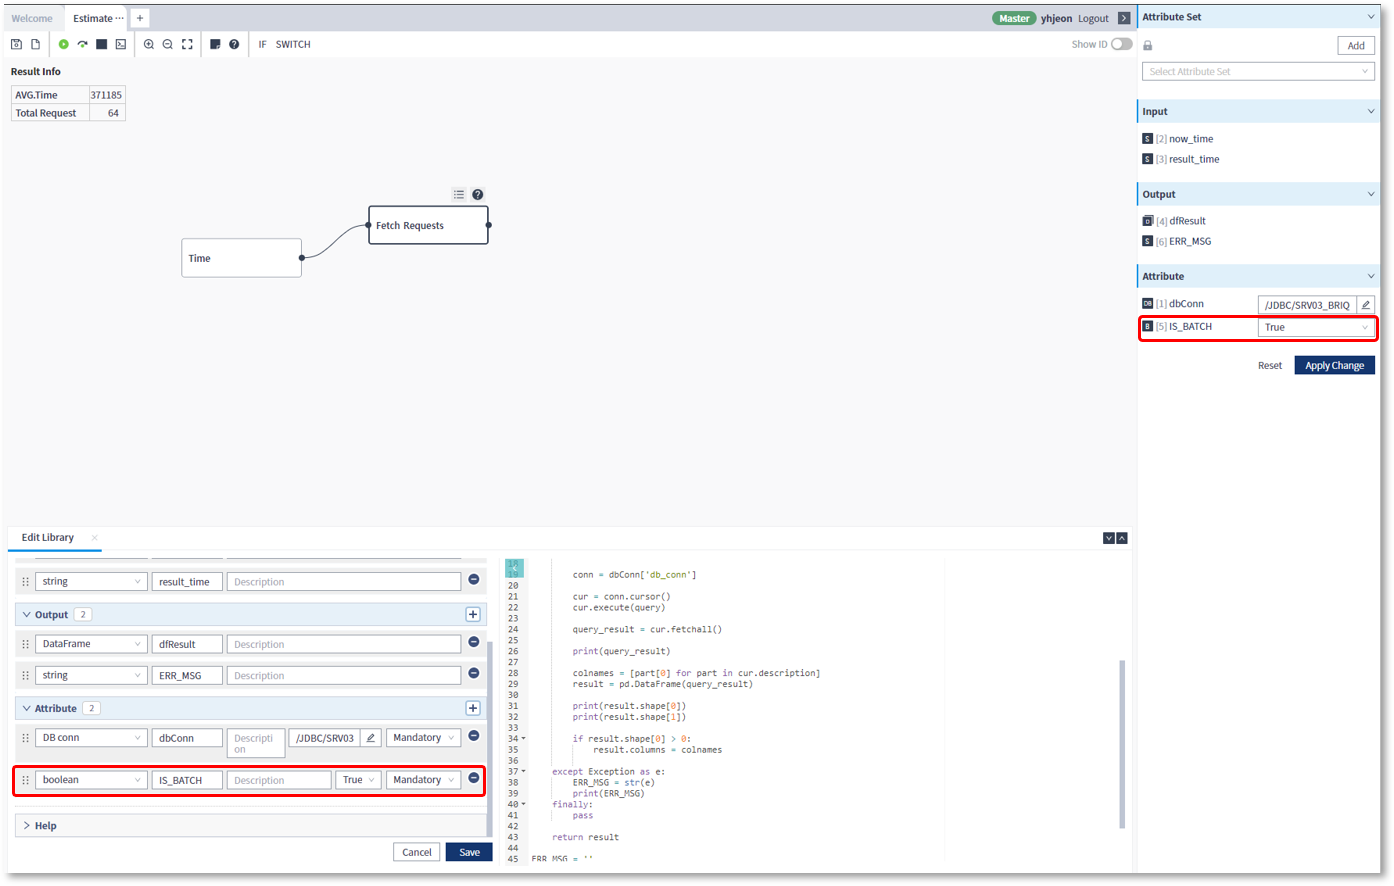 Welcome
Estimate ···
+
Master yhjeon Logout
IF SWITCH
Show ID
Result Info
AVG.Time 371185
Total Request 64
Time
Fetch Requests
Attribute Set
Add
Select Attribute Set
Input
S [2] now_time
S [3] result_time
Output
D [4] dfResult
S [6] ERR_MSG
Attribute
DB [1] dbConn /JDBC/SRV03_BRIQ
B [5] IS_BATCH True
Reset Apply Change
Edit Library
string result_time Description
Output 2
DataFrame dfResult Description
string ERR_MSG Description
Attribute 2
DB conn dbConn Descripti
on
/JDBC/SRV03 Mandatory
boolean IS_BATCH Description True Mandatory
Help
Cancel Save
18
19 conn = dbConn['db_conn']
20
21 cur = conn.cursor()
22 cur.execute(query)
23
24 query_result = cur.fetchall()
25
26 print(query_result)
27
28 colnames = [part[0] for part in cur.description]
29 result = pd.DataFrame(query_result)
30
31 print(result.shape[0])
32 print(result.shape[1])
33
34 if result.shape[0] > 0:
35 result.columns = colnames
36
37 except Exception as e:
38 ERR_MSG = str(e)
39 print(ERR_MSG)
40 finally:
41 pass
42
43 return result
44
45 ERR_MSG = ''